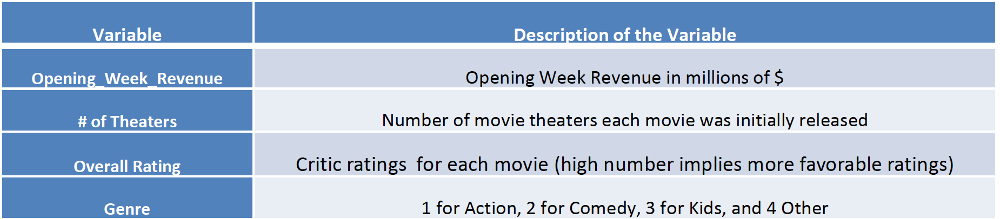 Variable Description of the Variable
Opening_Week_Revenue Opening Week Revenue in millions of $
# of Theaters Number of movie theaters each movie was initially released
Overall Rating Critic ratings  for each movie (high number implies more favorable ratings)
Genre 1 for Action, 2 for Comedy, 3 for Kids, and 4 Other